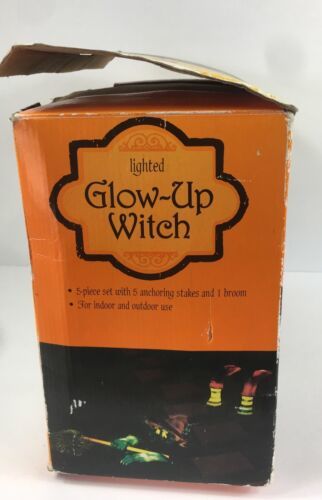 lighted
Glow-Up
Witch
• 5-piece set with 5 anchoring stakes and 1 broom
• For indoor and outdoor use